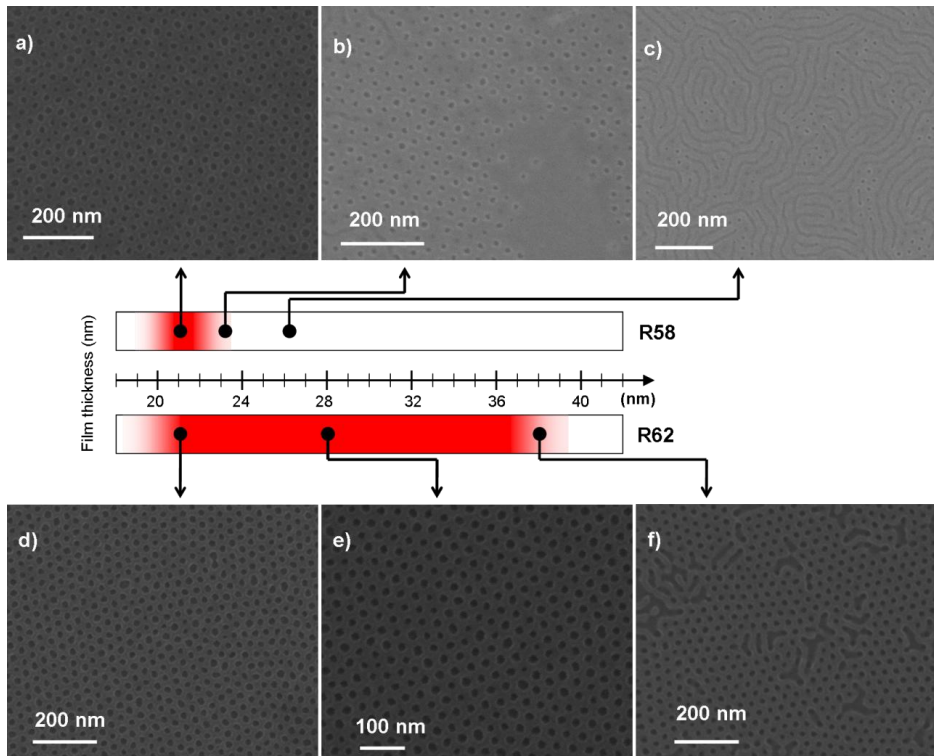 a)
b)
c)
200 nm
200 nm
200 nm
R58
Film thickness (nm)
20 24 28 32 36 40 (nm)
R62
d)
e)
f)
200 nm
100 nm
200 nm